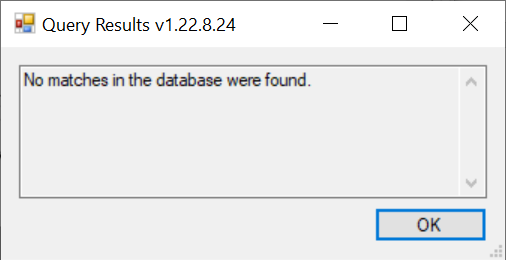 Query Results v1.22.8.24
No matches in the database were found.
OK